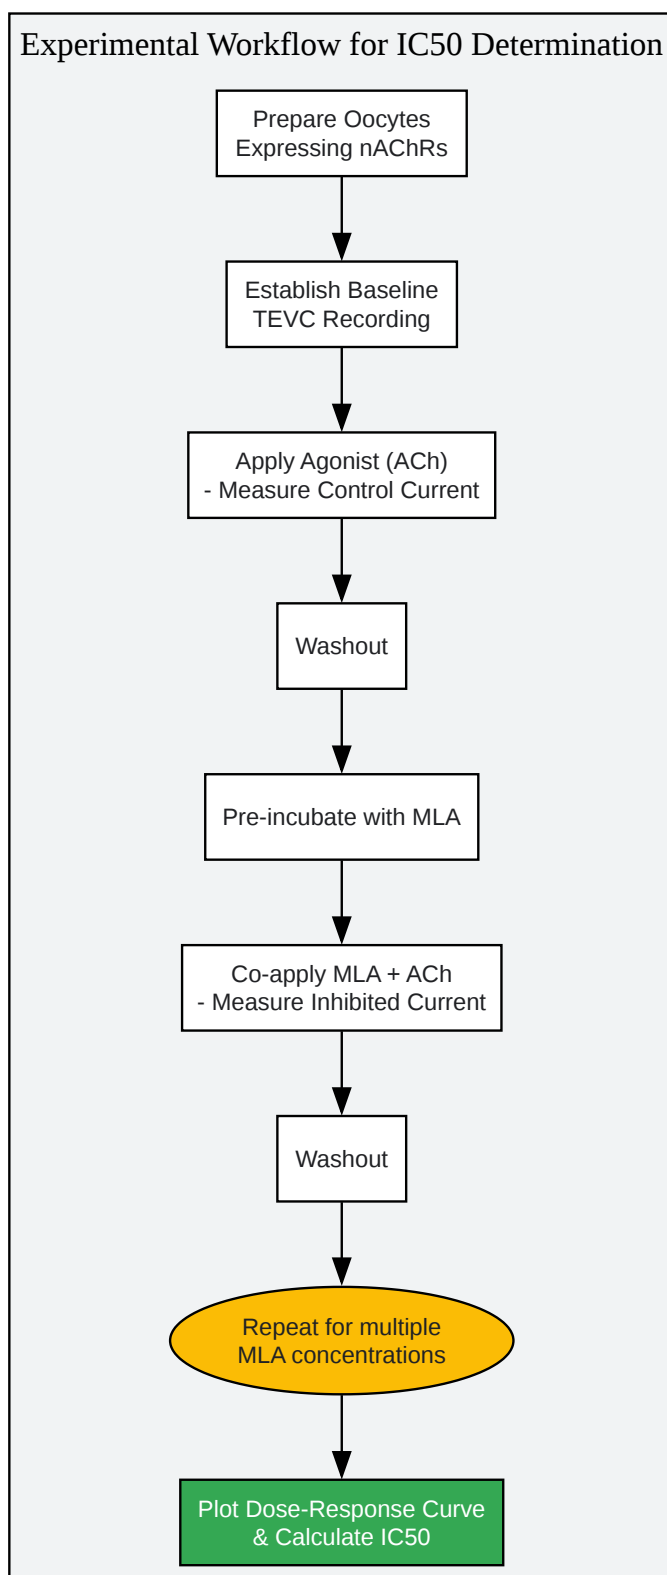 Experimental Workflow for IC50 Determination
Prepare Oocytes
Expressing nAChRs
Establish Baseline
TEVC Recording
Apply Agonist (ACh)
- Measure Control Current
Washout
Pre-incubate with MLA
Co-apply MLA + ACh
- Measure Inhibited Current
Washout
Repeat for multiple
MLA concentrations
Plot Dose-Response Curve
& Calculate IC50